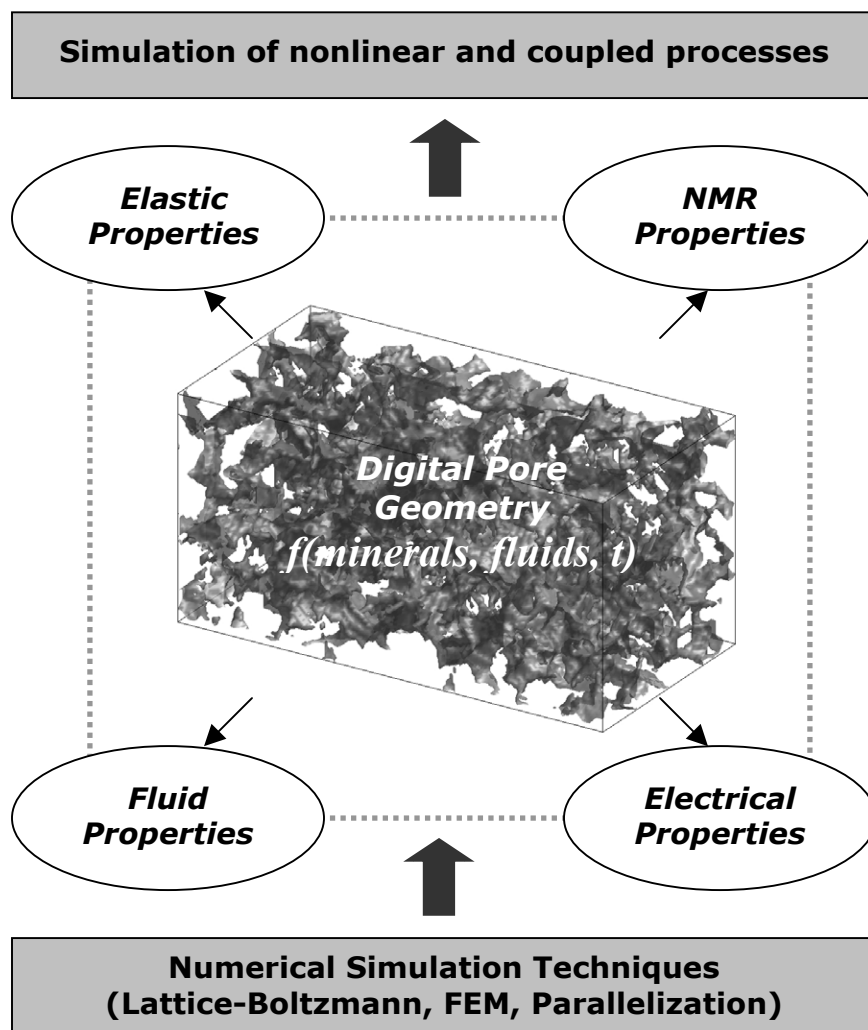 Simulation of nonlinear and coupled processes
Elastic
Properties
NMR
Properties
Digital Pore
Geometry
f(minerals, fluids, t)
Fluid
Properties
Electrical
Properties
Numerical Simulation Techniques
(Lattice-Boltzmann, FEM, Parallelization)